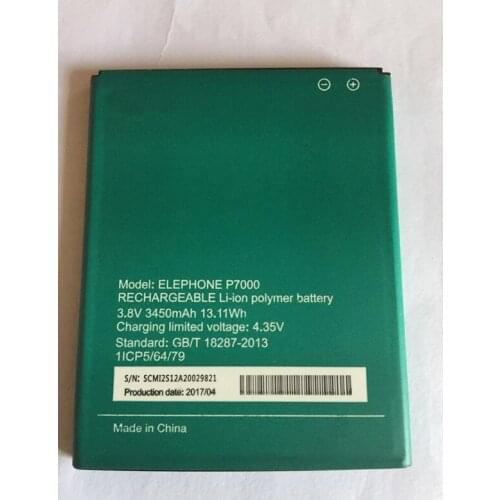 ⊖ ⊕
Model: ELEPHONE P7000
RECHARGEABLE Li-ion polymer battery
3.8V 3450mAh 13.11Wh
Charging limited voltage: 4.35V
Standard: GB/T 18287-2013
1ICP5/64/79
S/N: SCMI2S12A20029821
Production date: 2017/04
Made in China